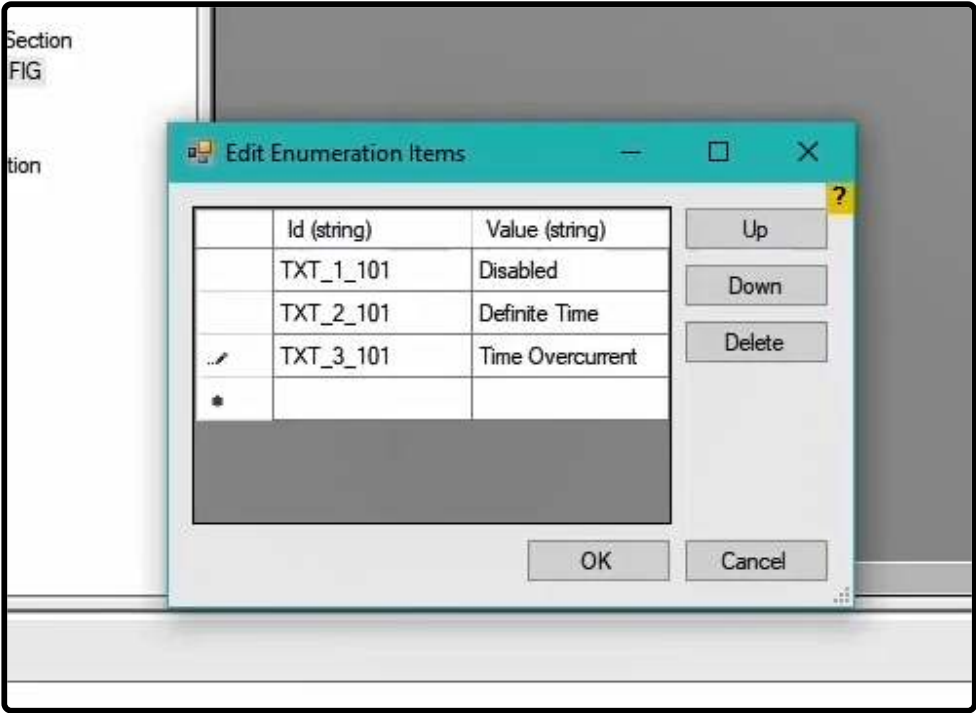 Section
FIG
tion
Edit Enumeration Items
?
Id (string) Value (string)
TXT_1_101 Disabled
TXT_2_101 Definite Time
TXT_3_101 Time Overcurrent
Up
Down
Delete
OK Cancel